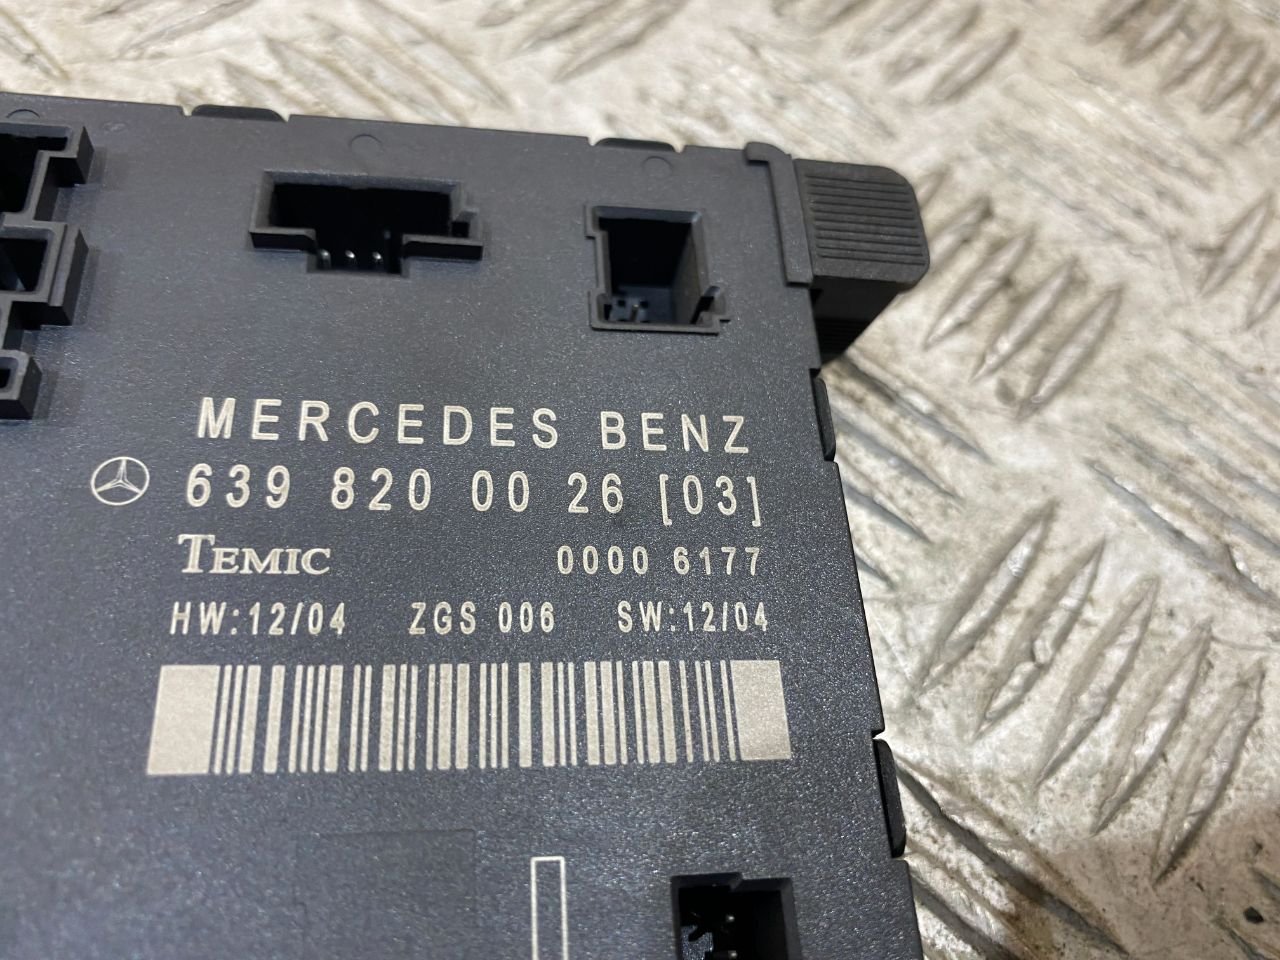 MERCEDES BENZ
639 820 00 26 [03]
TEMIC 0000 6177
HW:12/04 ZGS 006 SW:12/04